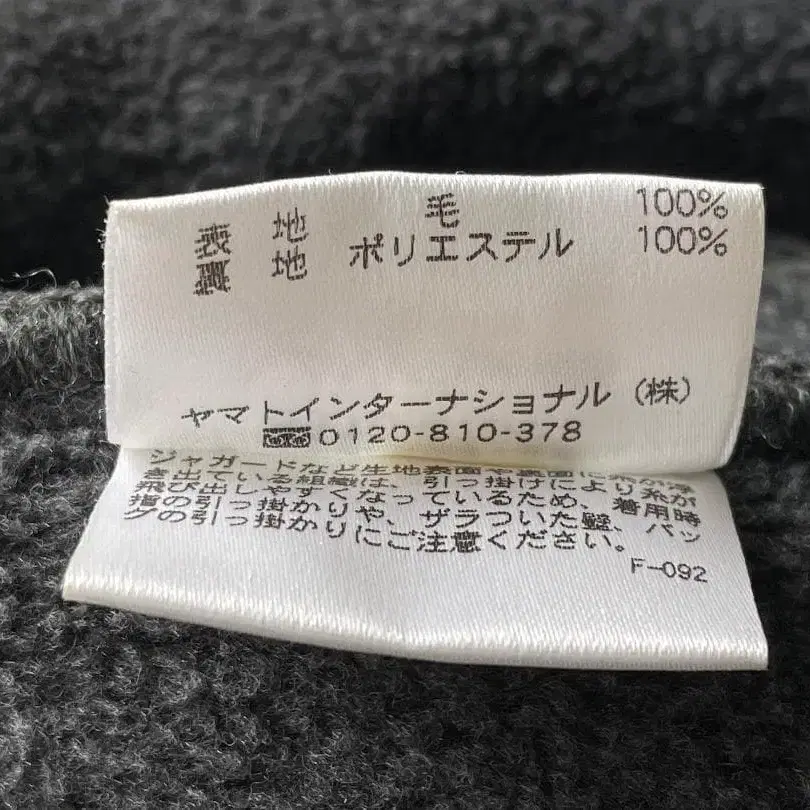 表 地 毛 100%
裏 地 ポリエステル 100%
ヤマトインターナショナル (株)
0120-810-378
ジャガードなど生地表面や裏面に糸が浮
き出ている組織は、引っ掛けにより糸が
飛び出しやすくなっているため、着用時
指の引っ掛かりや、ザラついた壁、バッ
グの引っ掛かりにご注意ください。
F-092